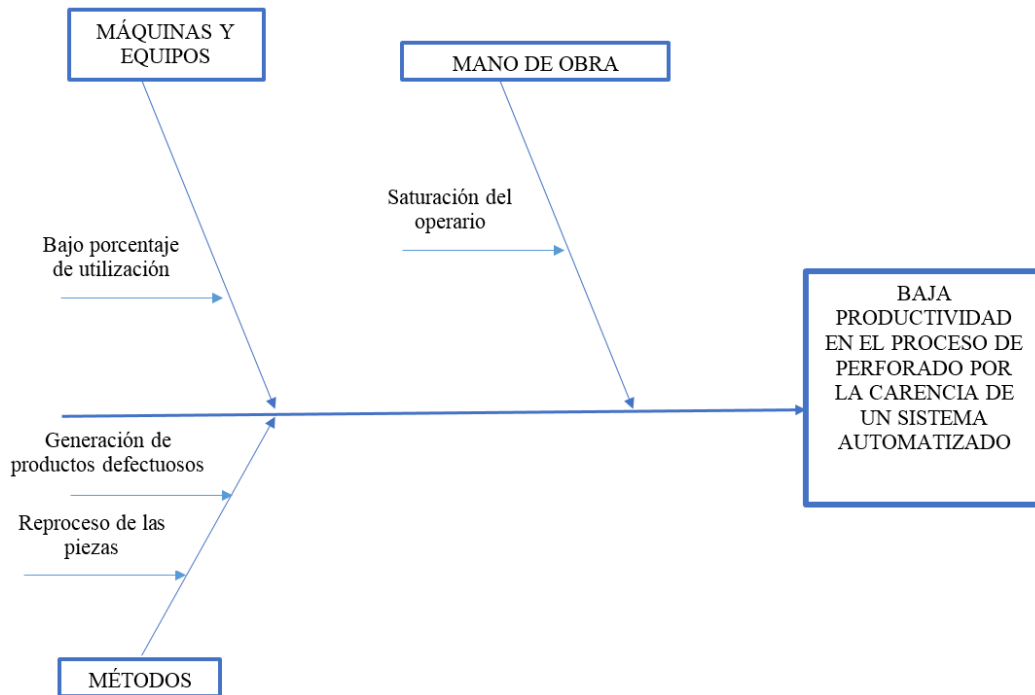 MÁQUINAS Y
EQUIPOS
MANO DE OBRA
Saturación del
operario
Bajo porcentaje
de utilización
BAJA
PRODUCTIVIDAD
EN EL PROCESO DE
PERFORADO POR
LA CARENCIA DE
UN SISTEMA
AUTOMATIZADO
Generación de
productos defectuosos
Reproceso de las
piezas
MÉTODOS